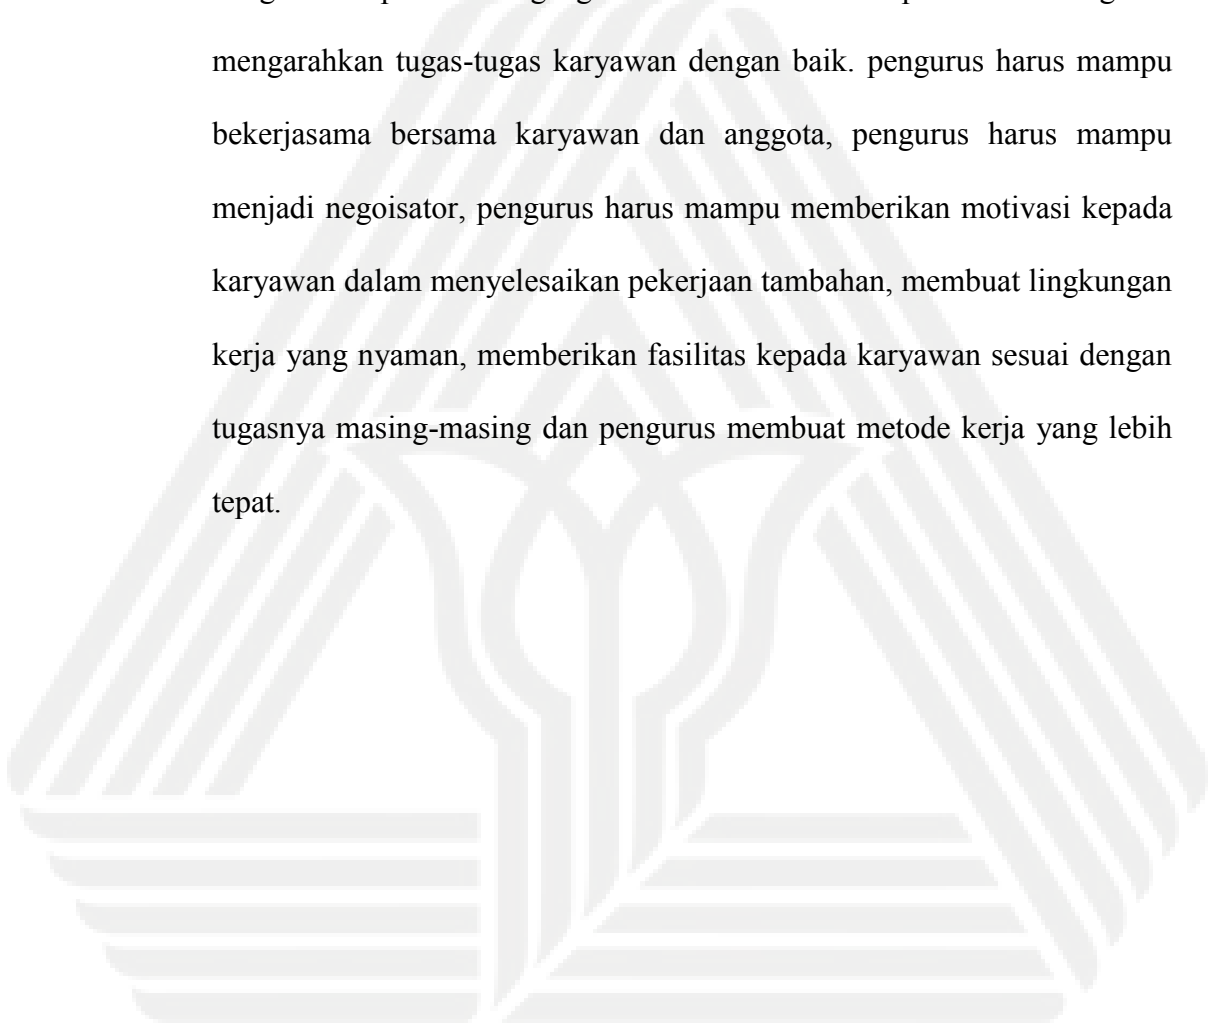 mengarahkan tugas-tugas karyawan dengan baik. pengurus harus mampu
bekerjasama bersama karyawan dan anggota, pengurus harus mampu
menjadi negoisator, pengurus harus mampu memberikan motivasi kepada
karyawan dalam menyelesaikan pekerjaan tambahan, membuat lingkungan
kerja yang nyaman, memberikan fasilitas kepada karyawan sesuai dengan
tugasnya masing-masing dan pengurus membuat metode kerja yang lebih
tepat.